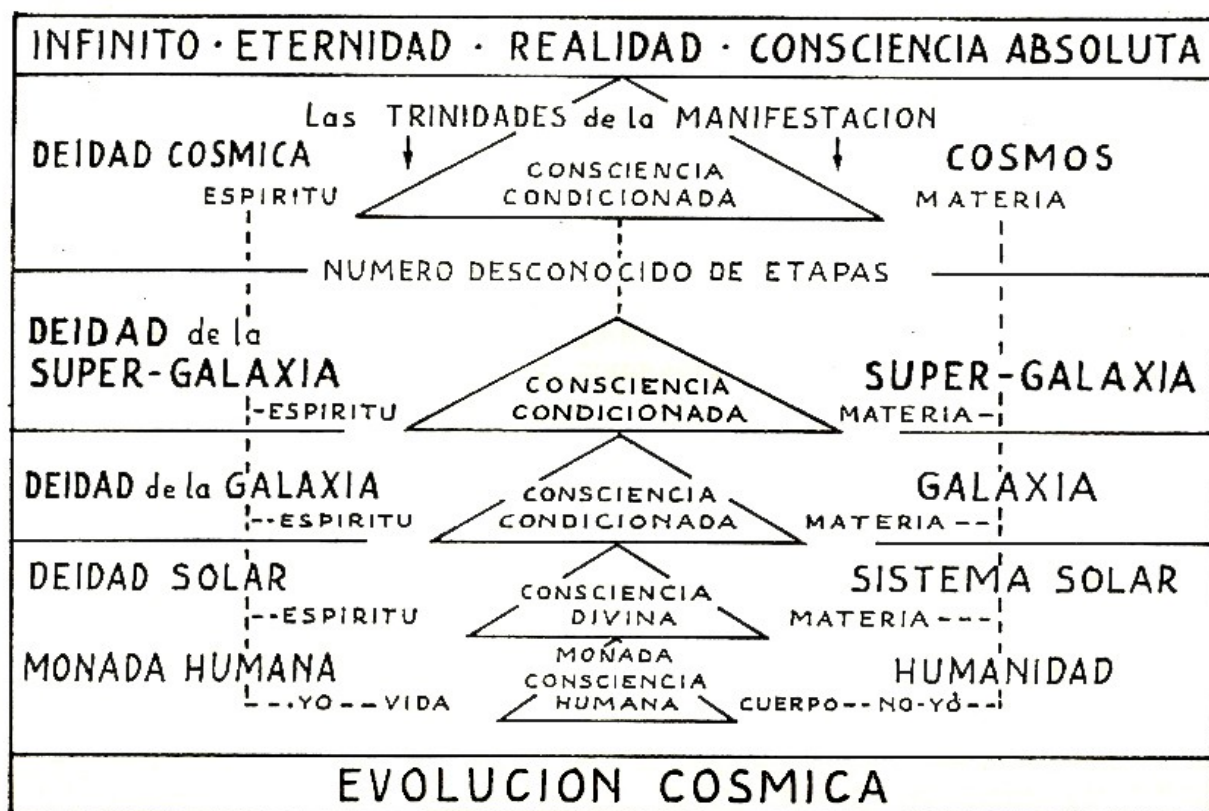 INFINITO · ETERNIDAD · REALIDAD · CONSCIENCIA ABSOLUTA
Las TRINIDADES de la MANIFESTACION
DEIDAD COSMICA
ESPIRITU
CONSCIENCIA
CONDICIONADA
COSMOS
MATERIA
NUMERO DESCONOCIDO DE ETAPAS
DEIDAD de la
SUPER-GALAXIA
ESPIRITU
CONSCIENCIA
CONDICIONADA
SUPER-GALAXIA
MATERIA
DEIDAD de la GALAXIA
ESPIRITU
CONSCIENCIA
CONDICIONADA
GALAXIA
MATERIA
DEIDAD SOLAR
ESPIRITU
CONSCIENCIA
DIVINA
SISTEMA SOLAR
MATERIA
MONADA HUMANA
YO -- VIDA
MONADA
CONSCIENCIA
HUMANA
HUMANIDAD
CUERPO -- NO-YO
EVOLUCION COSMICA